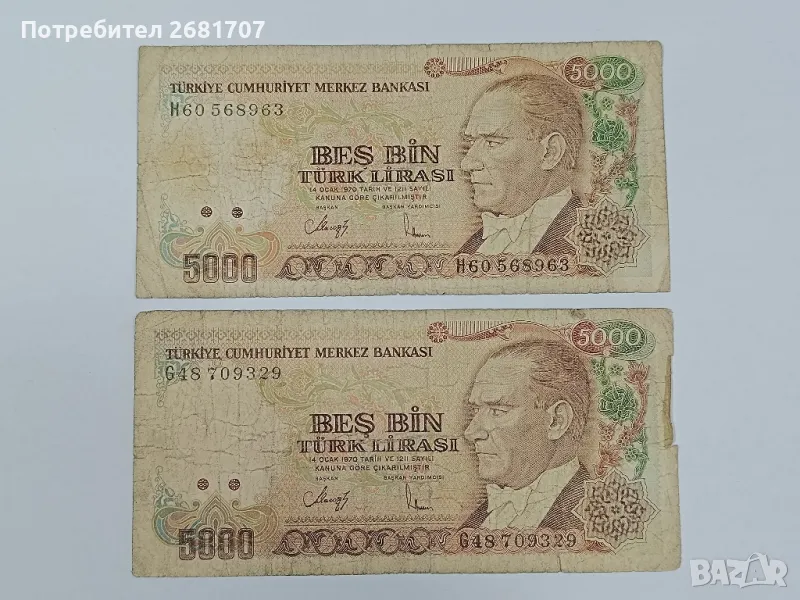 Потребител 2681707
5000
TÜRKİYE CUMHURİYET MERKEZ BANKASI
H60 568963
BEŞ BİN
TÜRK LİRASI
14 OCAK 1970 TARİH VE 1211 SAYILI
KANUNA GÖRE ÇIKARILMIŞTIR
BAŞKAN BAŞKAN YARDIMCISI
5000
H60 568963
5000
TÜRKİYE CUMHURİYET MERKEZ BANKASI
G48 709329
BEŞ BİN
TÜRK LİRASI
14 OCAK 1970 TARİH VE 1211 SAYILI
KANUNA GÖRE ÇIKARILMIŞTIR
BAŞKAN BAŞKAN YARDIMCISI
5000
G48 709329
BAZAR